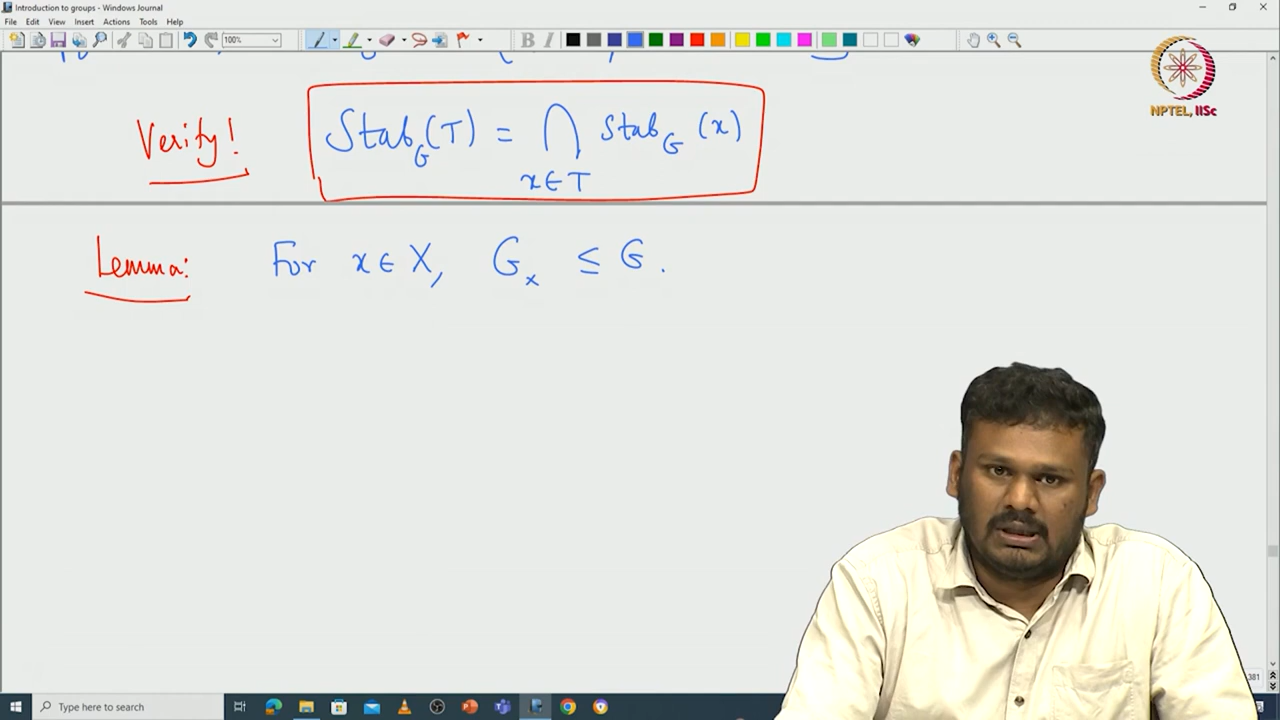 Introduction to groups - Windows Journal
File Edit View Insert Actions Tools Help
100%
B I
NPTEL, IISc
Verify! Stab_G(T) = ⋂_{x∈T} Stab_G(x)
Lemma: For x ∈ X, G_x ≤ G.
381
Type here to search